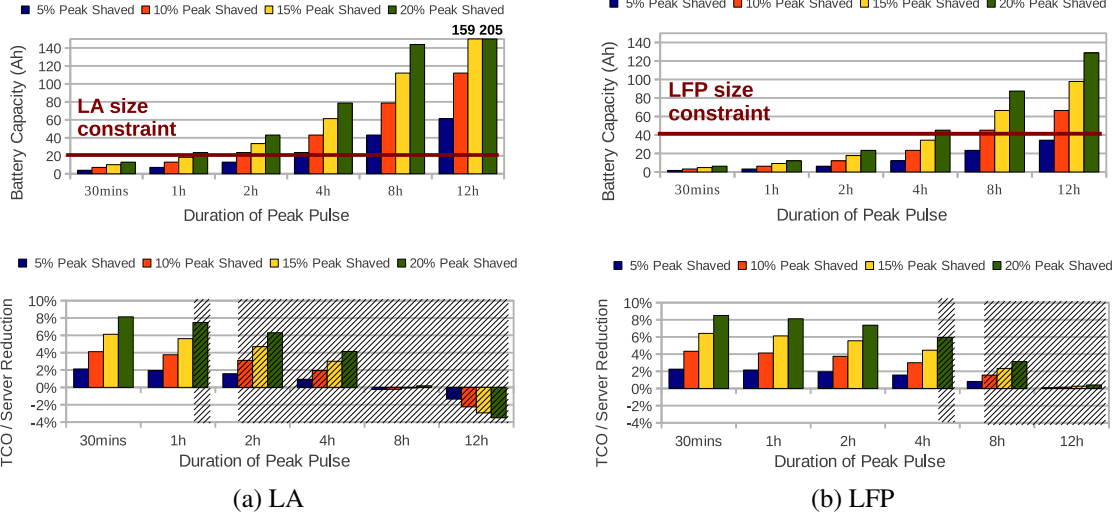 5% Peak Shaved 10% Peak Shaved 15% Peak Shaved 20% Peak Shaved
159 205
Battery Capacity (Ah)
140
120
100
80
60
40
20
0
LA size
constraint
30mins 1h 2h 4h 8h 12h
Duration of Peak Pulse
5% Peak Shaved 10% Peak Shaved 15% Peak Shaved 20% Peak Shaved
TCO / Server Reduction
10%
8%
6%
4%
2%
0%
-2%
-4%
30mins 1h 2h 4h 8h 12h
Duration of Peak Pulse
(a) LA
5% Peak Shaved 10% Peak Shaved 15% Peak Shaved 20% Peak Shaved
Battery Capacity (Ah)
140
120
100
80
60
40
20
0
LFP size
constraint
30mins 1h 2h 4h 8h 12h
Duration of Peak Pulse
5% Peak Shaved 10% Peak Shaved 15% Peak Shaved 20% Peak Shaved
TCO / Server Reduction
10%
8%
6%
4%
2%
0%
-2%
-4%
30mins 1h 2h 4h 8h 12h
Duration of Peak Pulse
(b) LFP